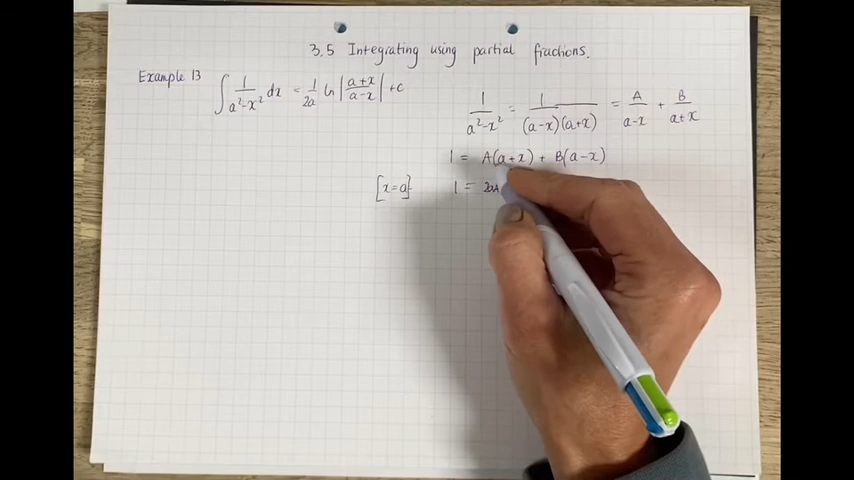 3.5 Integrating using partial fractions.
Example 13 ∫ 1/(a²-x²) dx = 1/2a ln |(a+x)/(a-x)| + c
1/(a²-x²) = 1/((a-x)(a+x)) = A/(a-x) + B/(a+x)
1 = A(a+x) + B(a-x)
[x=a] 1 = 2aA